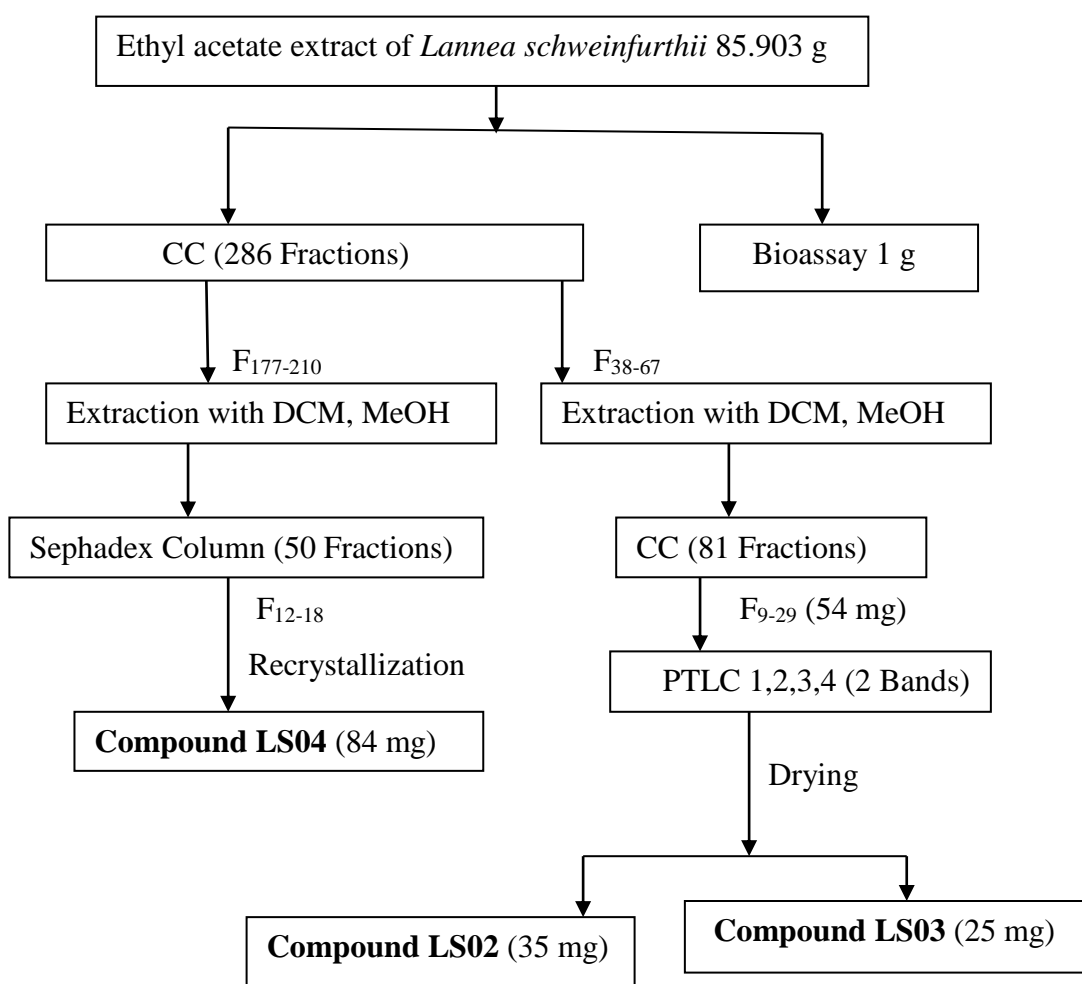 Ethyl acetate extract of Lannea schweinfurthii 85.903 g
CC (286 Fractions)
Bioassay 1 g
F177-210
F38-67
Extraction with DCM, MeOH
Extraction with DCM, MeOH
Sephadex Column (50 Fractions)
CC (81 Fractions)
F12-18
F9-29 (54 mg)
Recrystallization
PTLC 1,2,3,4 (2 Bands)
Compound LS04 (84 mg)
Drying
Compound LS02 (35 mg)
Compound LS03 (25 mg)